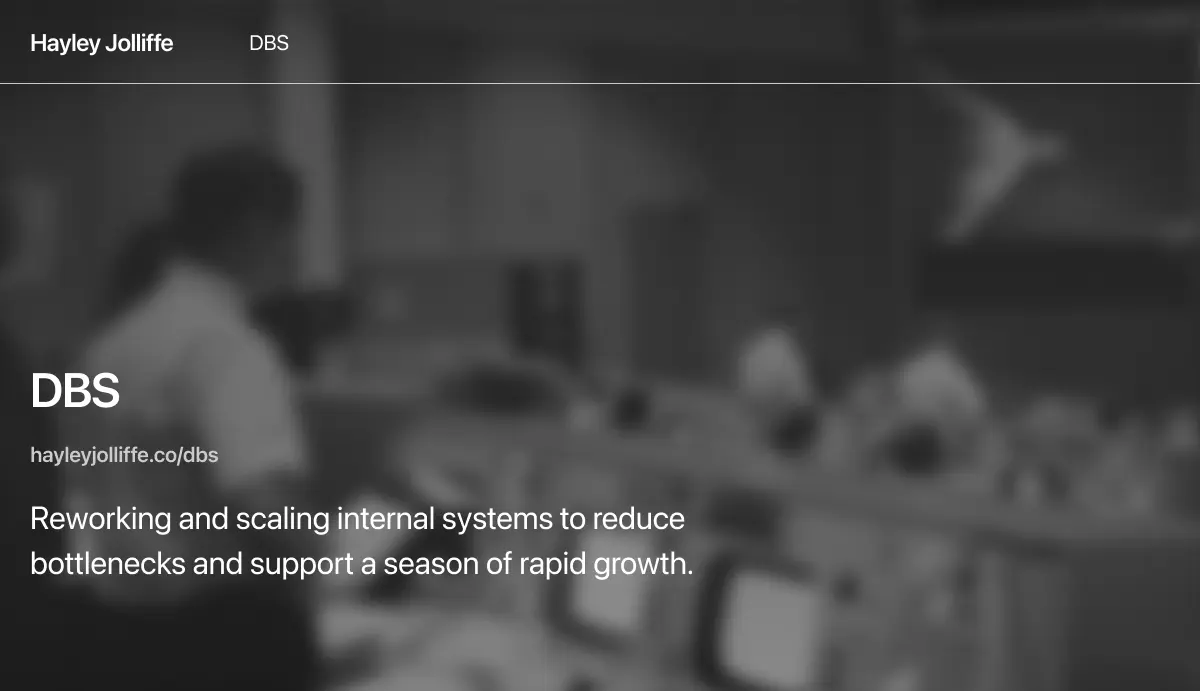 Hayley Jolliffe
DBS
DBS
hayleyjolliffe.co/dbs
Reworking and scaling internal systems to reduce
bottlenecks and support a season of rapid growth.